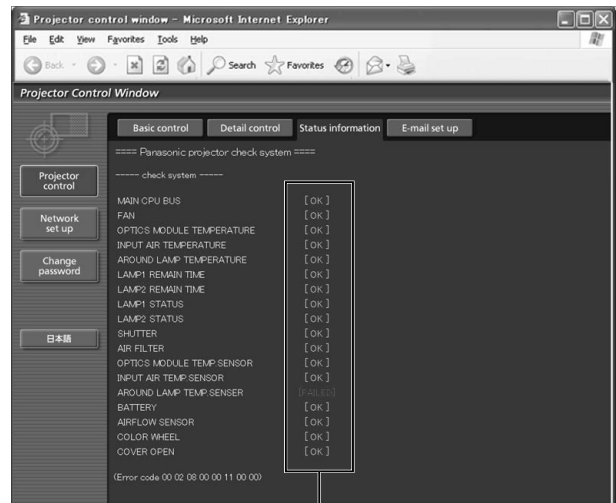 Projector control window - Microsoft Internet Explorer
File Edit View Favorites Tools Help
Back Search Favorites
Projector Control Window
Basic control Detail control Status information E-mail set up
==== Panasonic projector check system ====
Projector control
----- check system -----
Network set up
Change password
日本語
MAIN CPU BUS [ OK ]
FAN [ OK ]
OPTICS MODULE TEMPERATURE [ OK ]
INPUT AIR TEMPERATURE [ OK ]
AROUND LAMP TEMPERATURE [ OK ]
LAMP1 REMAIN TIME [ OK ]
LAMP2 REMAIN TIME [ OK ]
LAMP1 STATUS [ OK ]
LAMP2 STATUS [ OK ]
SHUTTER [ OK ]
AIR FILTER [ OK ]
OPTICS MODULE TEMP.SENSOR [ OK ]
INPUT AIR TEMP.SENSOR [ OK ]
AROUND LAMP TEMP.SENSER [FAILED]
BATTERY [ OK ]
AIRFLOW SENSOR [ OK ]
COLOR WHEEL [ OK ]
COVER OPEN [ OK ]
(Error code 00 02 08 00 00 11 00 00)